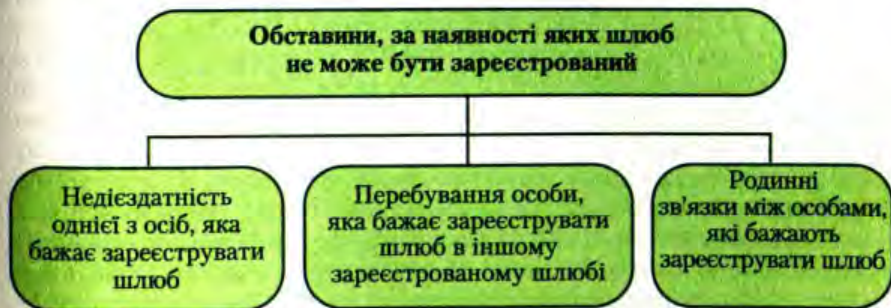 Обставини, за наявності яких шлюб
не може бути зареєстрований
Недієздатність
однієї з осіб, яка
бажає зареєструвати
шлюб
Перебування особи,
яка бажає зареєструвати
шлюб в іншому
зареєстрованому шлюбі
Родинні
зв'язки між особами,
які бажають
зареєструвати шлюб